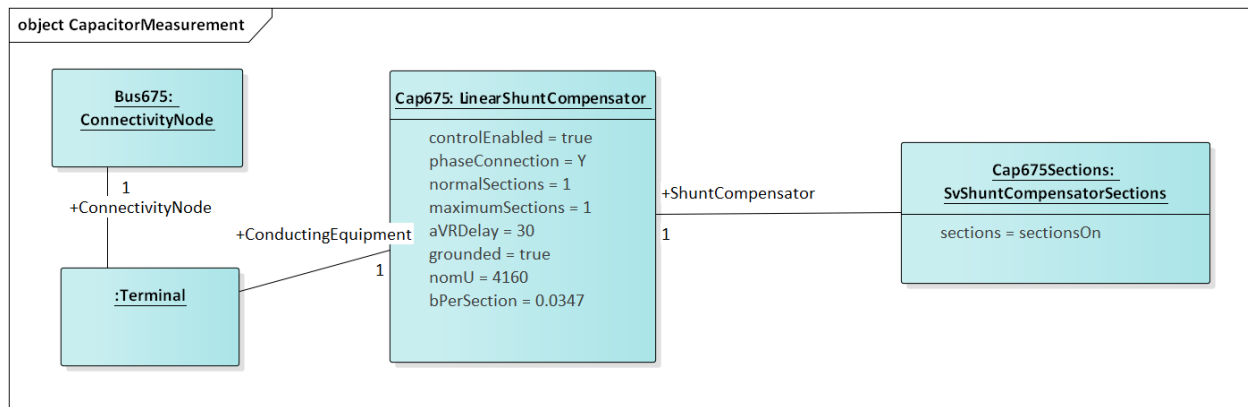 object CapacitorMeasurement
Bus675:
ConnectivityNode
1
+ConnectivityNode
:Terminal
+ConductingEquipment
1
Cap675: LinearShuntCompensator
controlEnabled = true
phaseConnection = Y
normalSections = 1
maximumSections = 1
aVRDelay = 30
grounded = true
nomU = 4160
bPerSection = 0.0347
+ShuntCompensator
1
Cap675Sections:
SvShuntCompensatorSections
sections = sectionsOn